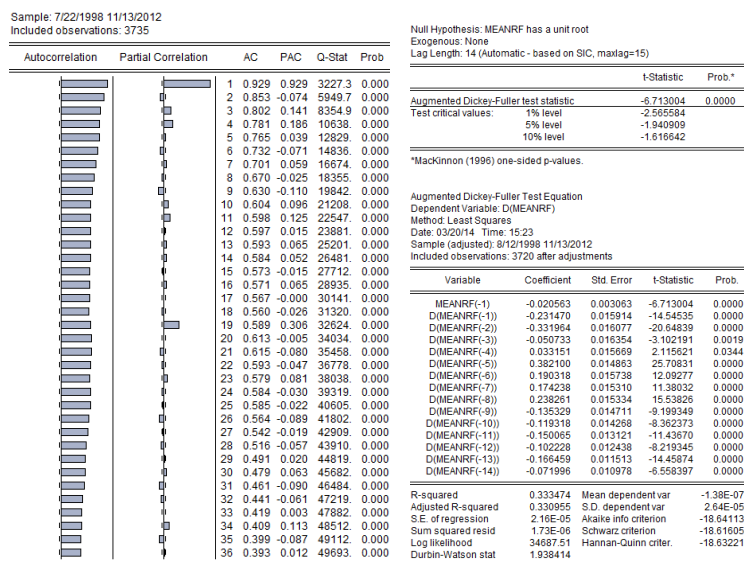 Sample: 7/22/1998 11/13/2012
Included observations: 3735
Autocorrelation Partial Correlation AC PAC Q-Stat Prob
1 0.929 0.929 3227.3 0.000
2 0.853 -0.074 5949.7 0.000
3 0.802 0.141 8354.9 0.000
4 0.781 0.186 10638. 0.000
5 0.765 0.039 12829. 0.000
6 0.732 -0.071 14836. 0.000
7 0.701 0.059 16674. 0.000
8 0.670 -0.025 18355. 0.000
9 0.630 -0.110 19842. 0.000
10 0.604 0.096 21208. 0.000
11 0.598 0.125 22547. 0.000
12 0.597 0.015 23881. 0.000
13 0.593 0.065 25201. 0.000
14 0.584 0.052 26481. 0.000
15 0.573 -0.015 27712. 0.000
16 0.571 0.065 28935. 0.000
17 0.567 -0.000 30141. 0.000
18 0.560 -0.026 31320. 0.000
19 0.589 0.306 32624. 0.000
20 0.613 -0.005 34034. 0.000
21 0.615 -0.080 35458. 0.000
22 0.593 -0.047 36778. 0.000
23 0.579 0.081 38038. 0.000
24 0.584 -0.030 39319. 0.000
25 0.585 -0.022 40605. 0.000
26 0.564 -0.089 41802. 0.000
27 0.542 -0.019 42909. 0.000
28 0.516 -0.057 43910. 0.000
29 0.491 0.020 44819. 0.000
30 0.479 0.063 45682. 0.000
31 0.461 -0.090 46484. 0.000
32 0.441 -0.061 47219. 0.000
33 0.419 0.003 47882. 0.000
34 0.409 0.113 48512. 0.000
35 0.399 -0.087 49112. 0.000
36 0.393 0.012 49693. 0.000
Null Hypothesis: MEANRF has a unit root
Exogenous: None
Lag Length: 14 (Automatic - based on SIC, maxlag=15)
t-Statistic Prob.*
Augmented Dickey-Fuller test statistic -6.713004 0.0000
Test critical values: 1% level -2.565584
5% level -1.940909
10% level -1.616642
*MacKinnon (1996) one-sided p-values.
Augmented Dickey-Fuller Test Equation
Dependent Variable: D(MEANRF)
Method: Least Squares
Date: 03/20/14 Time: 15:23
Sample (adjusted): 8/12/1998 11/13/2012
Included observations: 3720 after adjustments
Variable Coefficient Std. Error t-Statistic Prob.
MEANRF(-1) -0.020563 0.003063 -6.713004 0.0000
D(MEANRF(-1)) -0.231470 0.015914 -14.54535 0.0000
D(MEANRF(-2)) -0.331964 0.016077 -20.64839 0.0000
D(MEANRF(-3)) -0.050733 0.016354 -3.102191 0.0019
D(MEANRF(-4)) 0.033151 0.015669 2.115621 0.0344
D(MEANRF(-5)) 0.382100 0.014863 25.70831 0.0000
D(MEANRF(-6)) 0.190318 0.015738 12.09277 0.0000
D(MEANRF(-7)) 0.174238 0.015310 11.38032 0.0000
D(MEANRF(-8)) 0.238261 0.015334 15.53826 0.0000
D(MEANRF(-9)) -0.135329 0.014711 -9.199349 0.0000
D(MEANRF(-10)) -0.119318 0.014268 -8.362373 0.0000
D(MEANRF(-11)) -0.150065 0.013121 -11.43670 0.0000
D(MEANRF(-12)) -0.102228 0.012438 -8.219345 0.0000
D(MEANRF(-13)) -0.166459 0.011513 -14.45874 0.0000
D(MEANRF(-14)) -0.071996 0.010978 -6.558397 0.0000
R-squared 0.333474 Mean dependent var -1.38E-07
Adjusted R-squared 0.330955 S.D. dependent var 2.64E-05
S.E. of regression 2.16E-05 Akaike info criterion -18.64113
Sum squared resid 1.73E-06 Schwarz criterion -18.61605
Log likelihood 34687.51 Hannan-Quinn criter. -18.63221
Durbin-Watson stat 1.938414